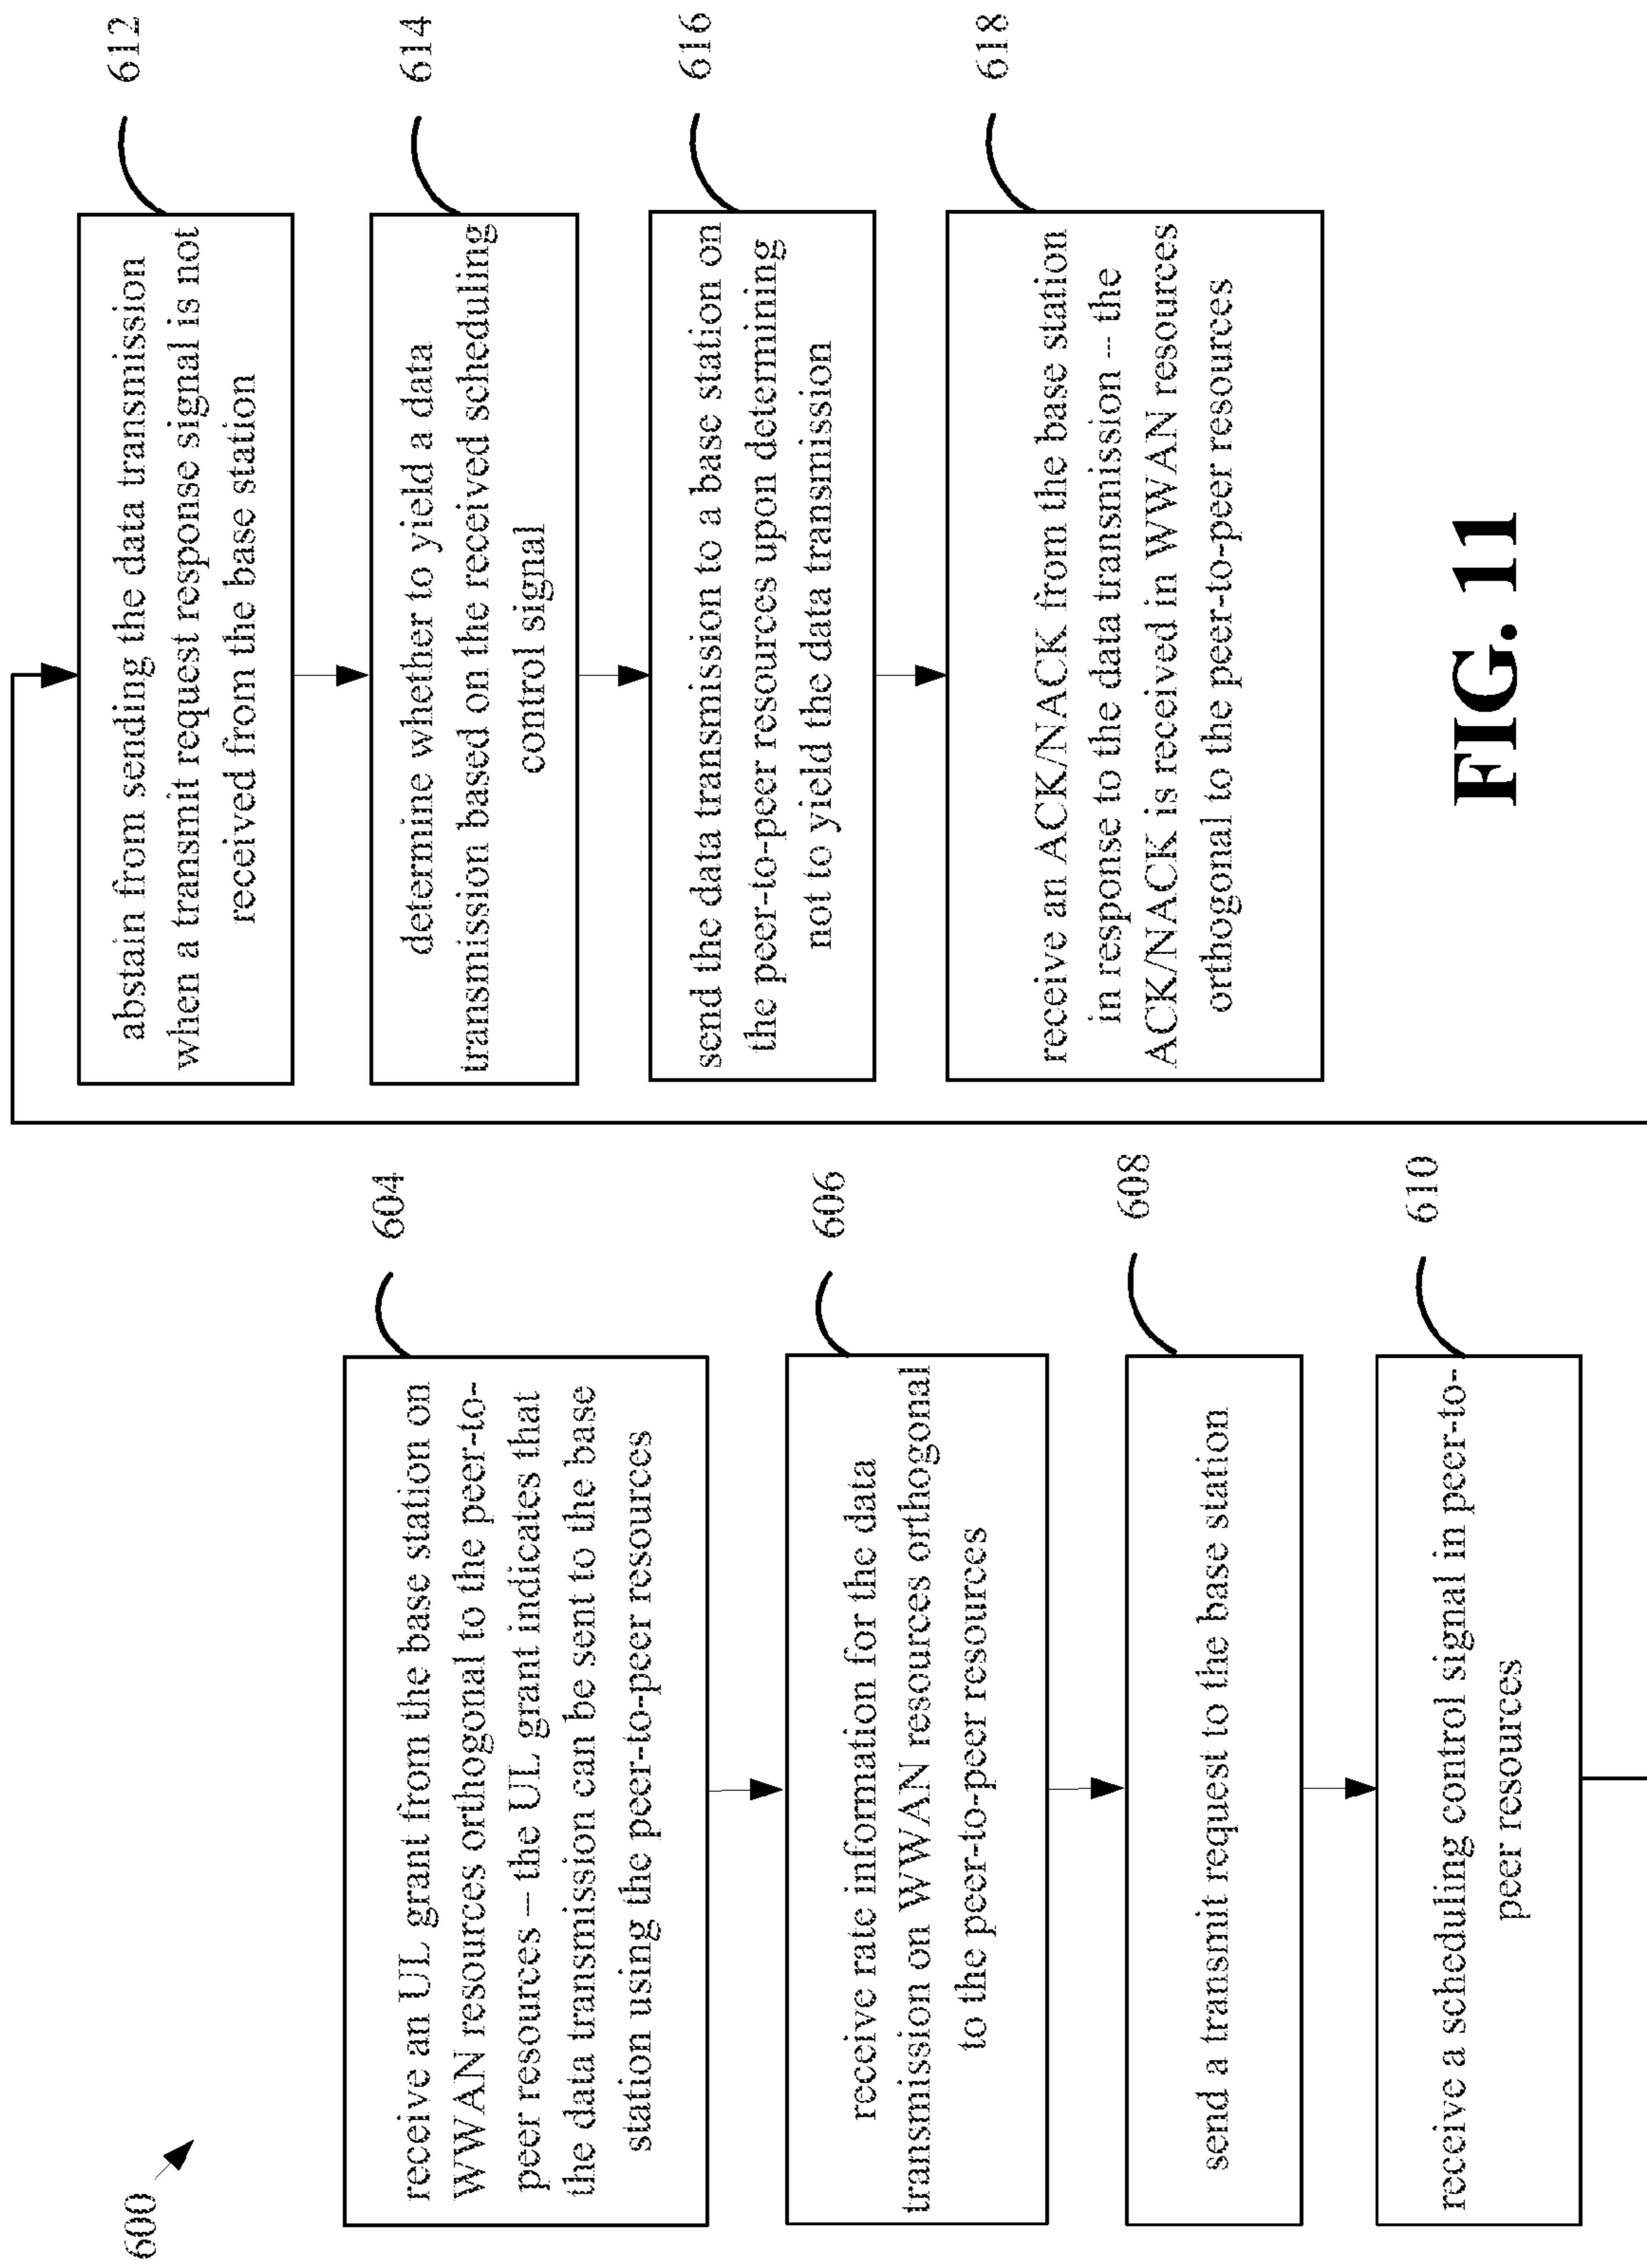 600
604
receive an UL grant from the base station on
WWAN resources orthogonal to the peer-to-
peer resources – the UL grant indicates that
the data transmission can be sent to the base
station using the peer-to-peer resources
606
receive rate information for the data
transmission on WWAN resources orthogonal
to the peer-to-peer resources
608
send a transmit request to the base station
610
receive a scheduling control signal in peer-to-
peer resources
612
abstain from sending the data transmission
when a transmit request response signal is not
received from the base station
614
determine whether to yield a data
transmission based on the received scheduling
control signal
616
send the data transmission to a base station on
the peer-to-peer resources upon determining
not to yield the data transmission
618
receive an ACK/NACK from the base station
in response to the data transmission -- the
ACK/NACK is received in WWAN resources
orthogonal to the peer-to-peer resources
FIG. 11